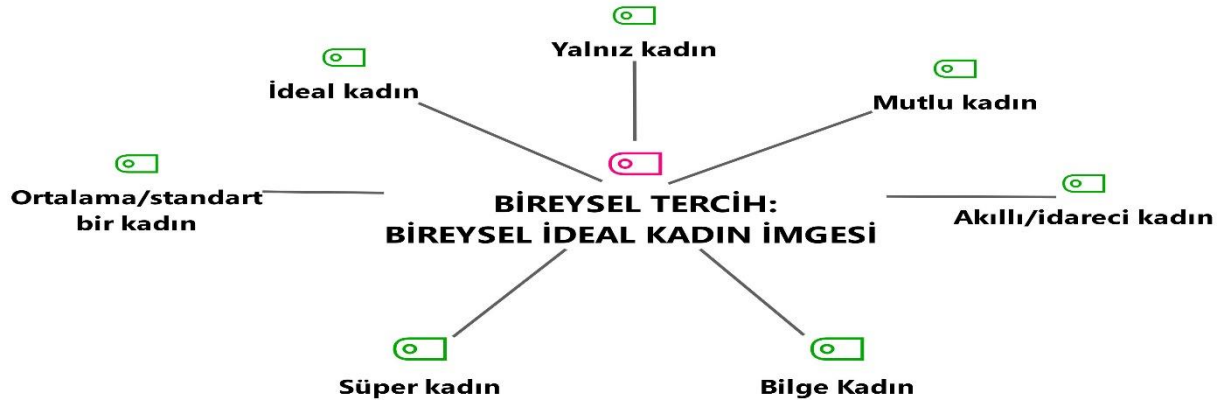 Yalnız kadın
İdeal kadın
Mutlu kadın
Ortalama/standart
bir kadın
BİREYSEL TERCİH:
BİREYSEL İDEAL KADIN İMGESİ
Akıllı/idareci kadın
Süper kadın
Bilge Kadın